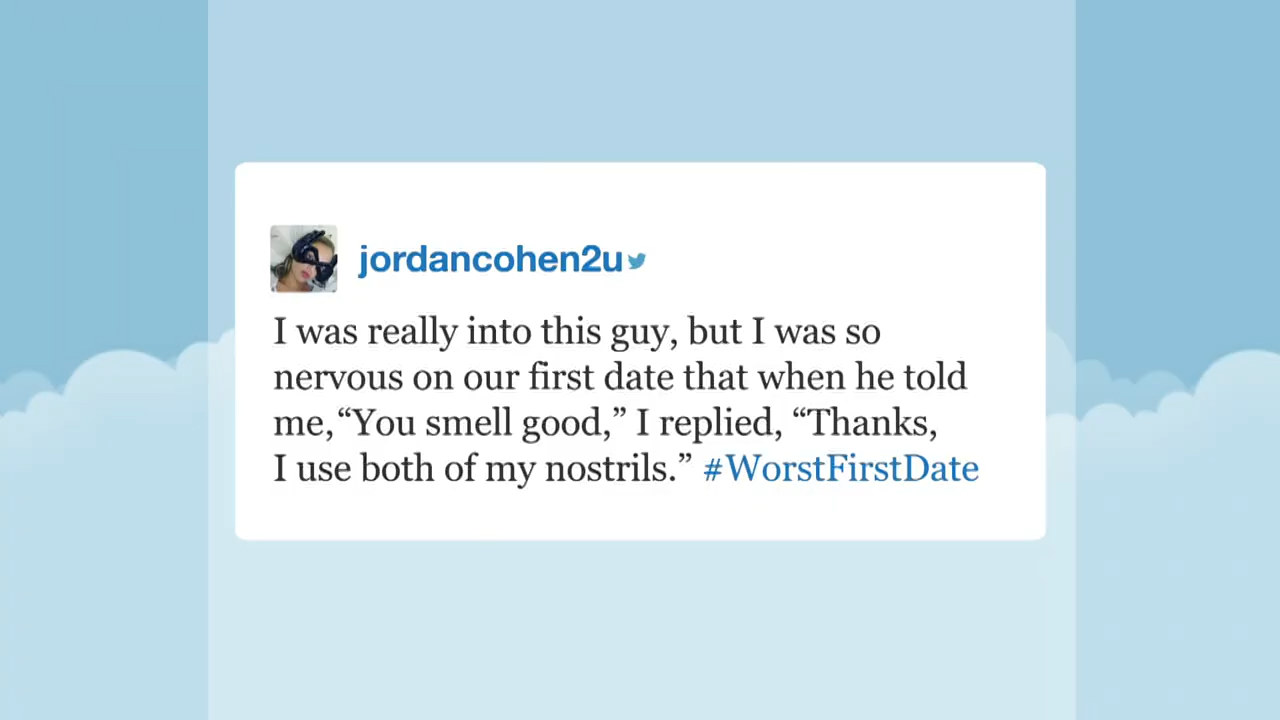 jordancohen2u
I was really into this guy, but I was so
nervous on our first date that when he told
me,“You smell good,” I replied, “Thanks,
I use both of my nostrils.” #WorstFirstDate